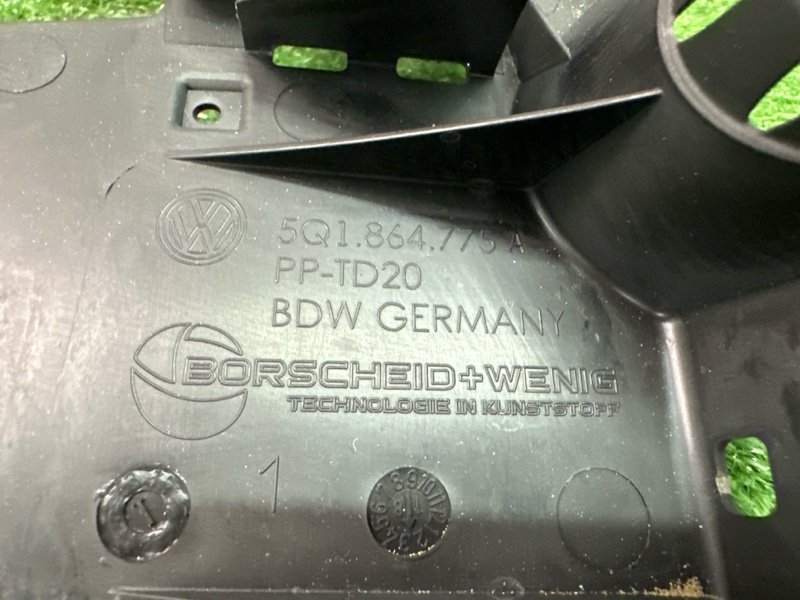 5Q1.864.775 A
PP-TD20
BDW GERMANY
BORSCHEID+WENIG
TECHNOLOGIE IN KUNSTSTOFF
1